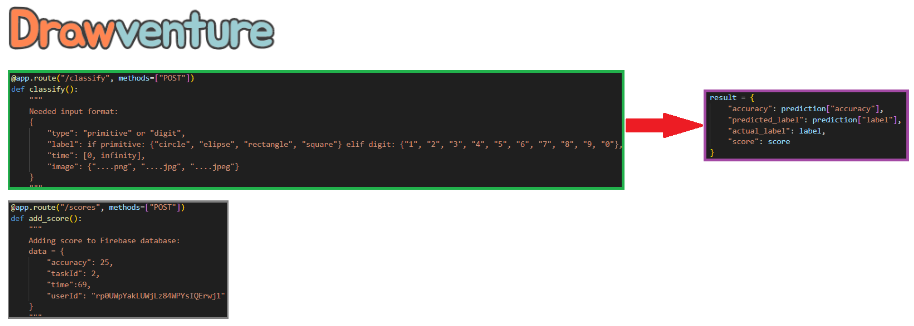 Drawventure
@app.route("/classify", methods=["POST"])
def classify():
"""
Needed input format:
{
"type": "primitive" or "digit",
"label": if primitive: {"circle", "elipse", "rectangle", "square"} elif digit: {"1", "2", "3", "4", "5", "6", "7", "8", "9, "0"},
"time": [0, infinity],
"image": {"....png", "....jpg", "....jpeg"}
}
"""
result = {
"accuracy": prediction["accuracy"],
"predicted_label": prediction["label"],
"actual_label": label,
"score": score
}
@app.route("/scores", methods=["POST"])
def add_score():
"""
Adding score to Firebase database:
data = {
"accuracy": 25,
"taskId": 2,
"time":69,
"userId":
}
"""